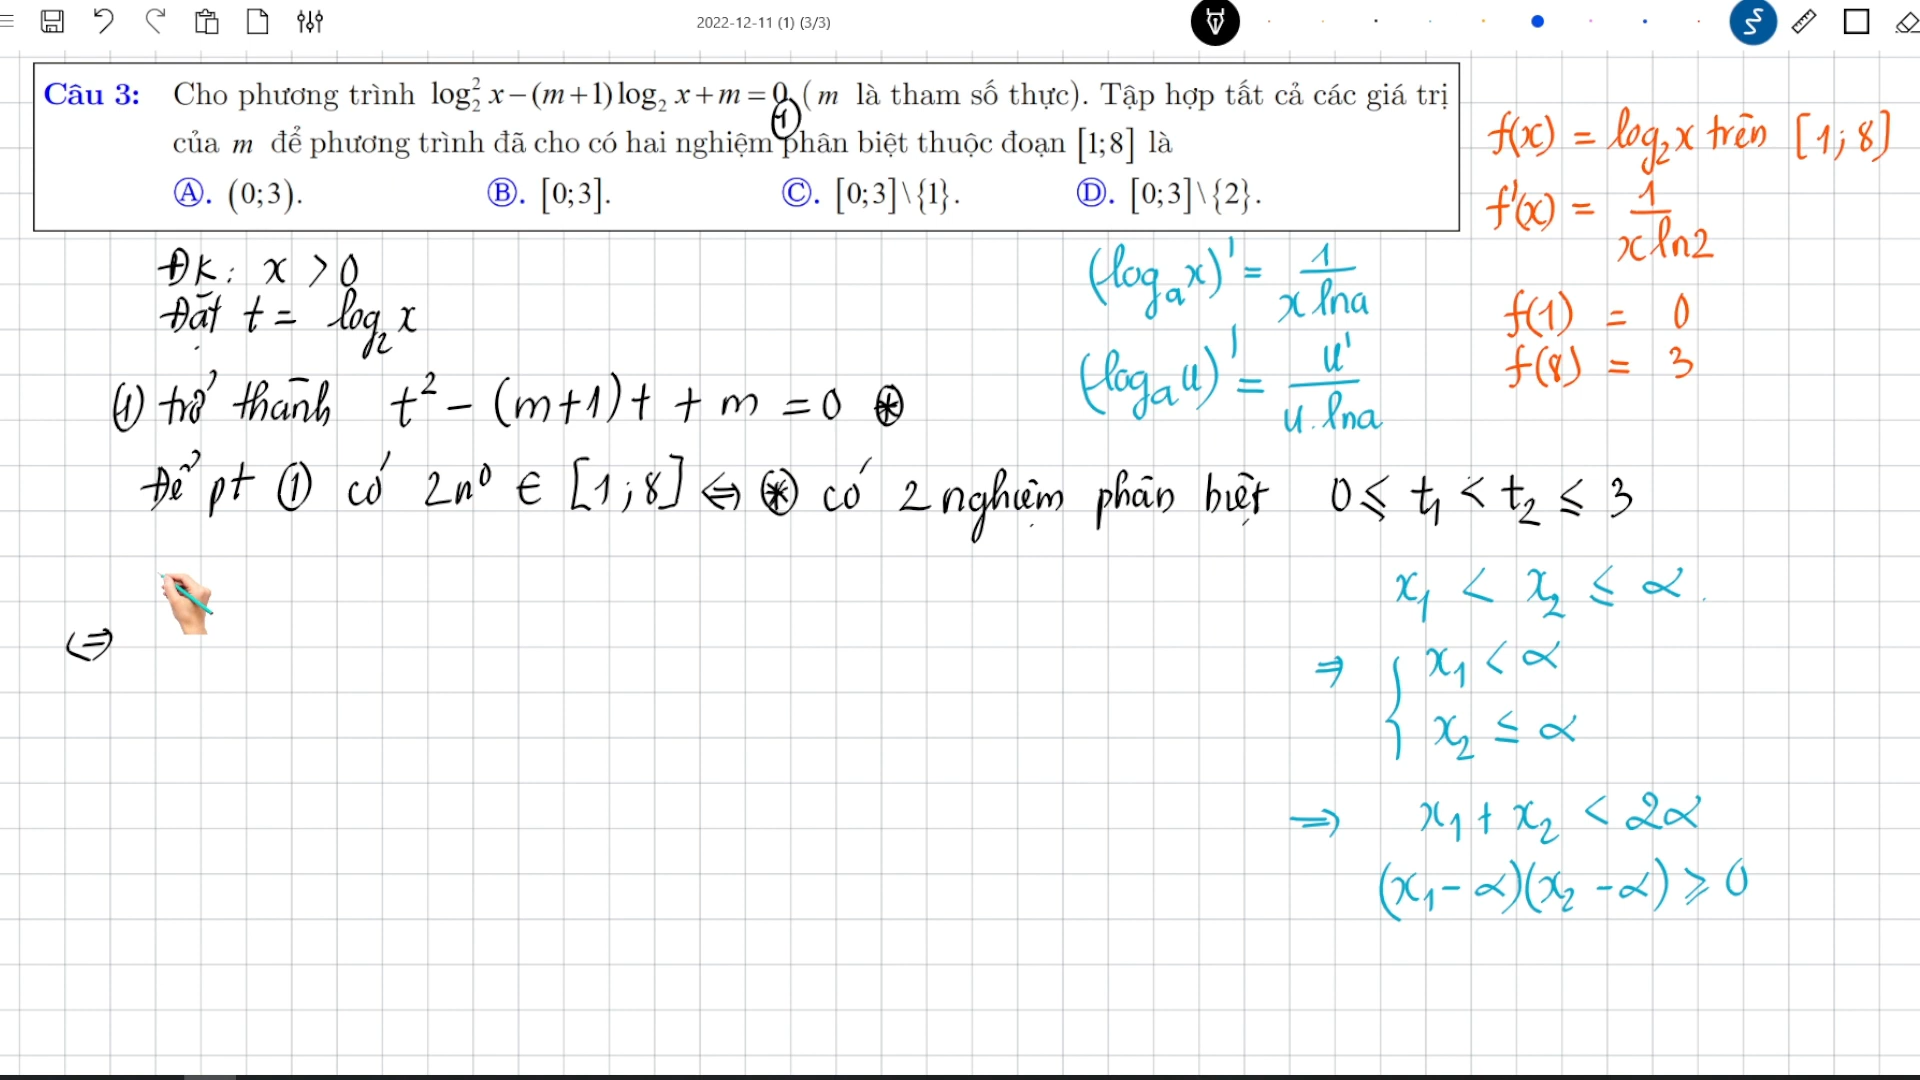 2022-12-11 (1) (3/3)
Câu 3: Cho phương trình log₂² x − (m+1) log₂ x + m = 0 (m là tham số thực). Tập hợp tất cả các giá trị
(1)
của m để phương trình đã cho có hai nghiệm phân biệt thuộc đoạn [1;8] là
A. (0;3). B. [0;3]. C. [0;3]\{1}. D. [0;3]\{2}.
f(x) = log₂x trên [1;8]
f'(x) = 1/(x ln2)
f(1) = 0
f(8) = 3
ĐK: x > 0
Đặt t = log₂x
(logₐx)' = 1/(x lna)
(logₐu)' = u'/(u.lna)
(1) trở thành t² − (m+1)t + m = 0 (*)
Để pt (1) có 2n⁰ ∈ [1;8] ⇔ (*) có 2 nghiệm phân biệt 0 ≤ t₁ < t₂ ≤ 3
⇔
x₁ < x₂ ≤ α.
⇒ { x₁ < α
x₂ ≤ α
⇒ x₁ + x₂ < 2α
(x₁ − α)(x₂ − α) ≥ 0